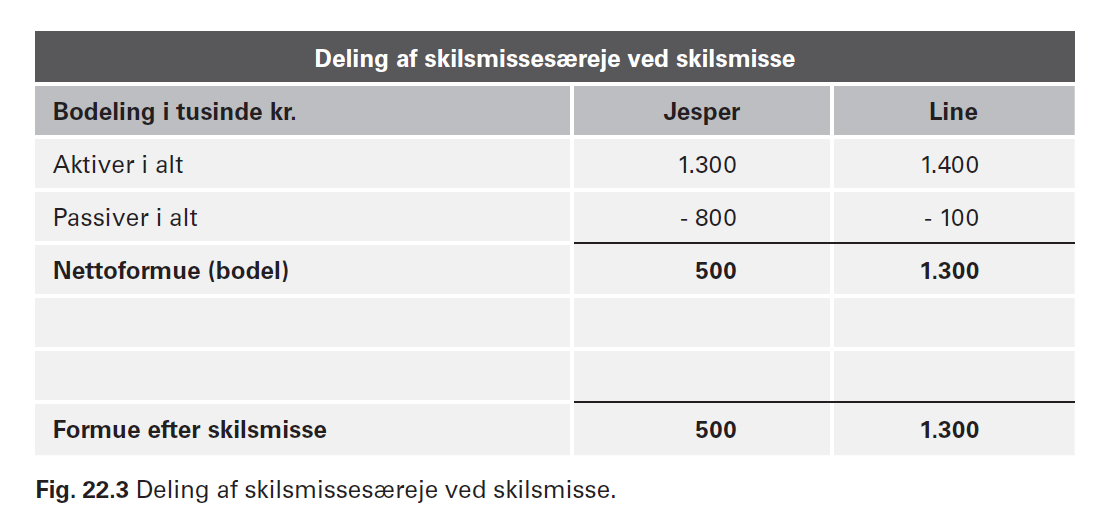 Deling af skilsmissesæreje ved skilsmisse
Bodeling i tusinde kr. Jesper Line
Aktiver i alt 1.300 1.400
Passiver i alt - 800 - 100
Nettoformue (bodel) 500 1.300
Formue efter skilsmisse 500 1.300
Fig. 22.3 Deling af skilsmissesæreje ved skilsmisse.